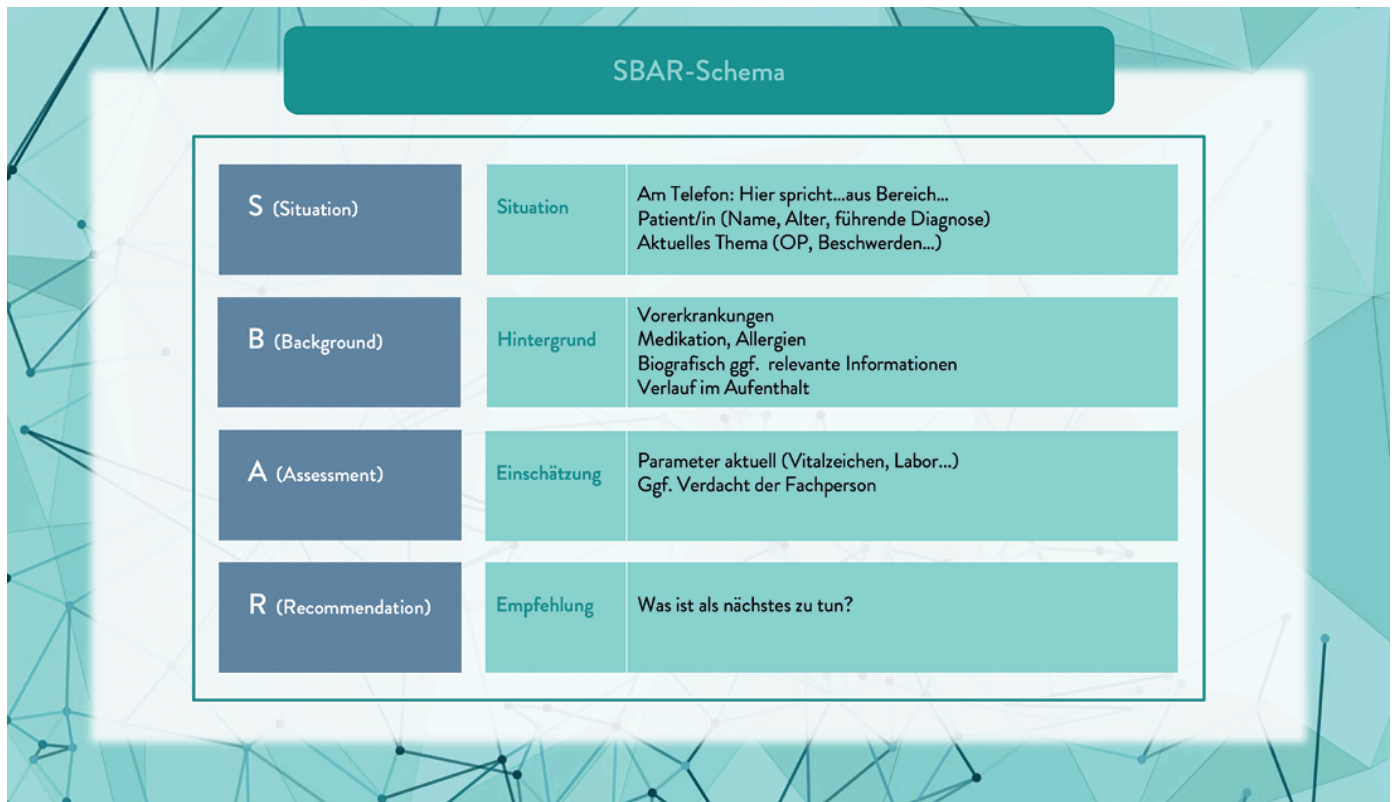 SBAR-Schema
S (Situation)
Situation
Am Telefon: Hier spricht...aus Bereich...
Patient/in (Name, Alter, führende Diagnose)
Aktuelles Thema (OP, Beschwerden...)
B (Background)
Hintergrund
Vorerkrankungen
Medikation, Allergien
Biografisch ggf. relevante Informationen
Verlauf im Aufenthalt
A (Assessment)
Einschätzung
Parameter aktuell (Vitalzeichen, Labor...)
Ggf. Verdacht der Fachperson
R (Recommendation)
Empfehlung
Was ist als nächstes zu tun?